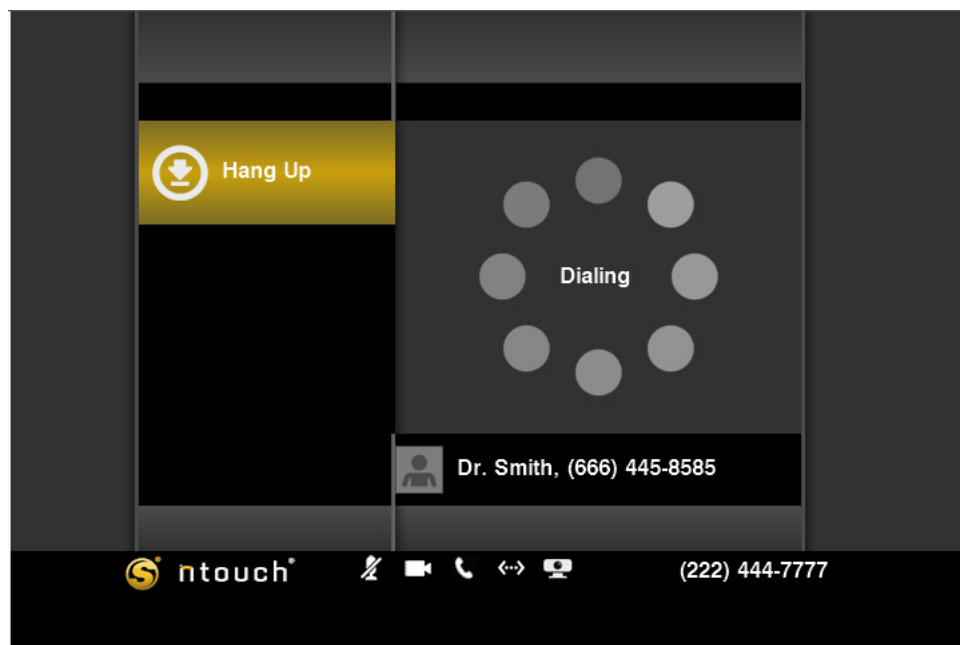 Hang Up
Dialing
Dr. Smith, (666) 445-8585
S ntouch® (222) 444-7777